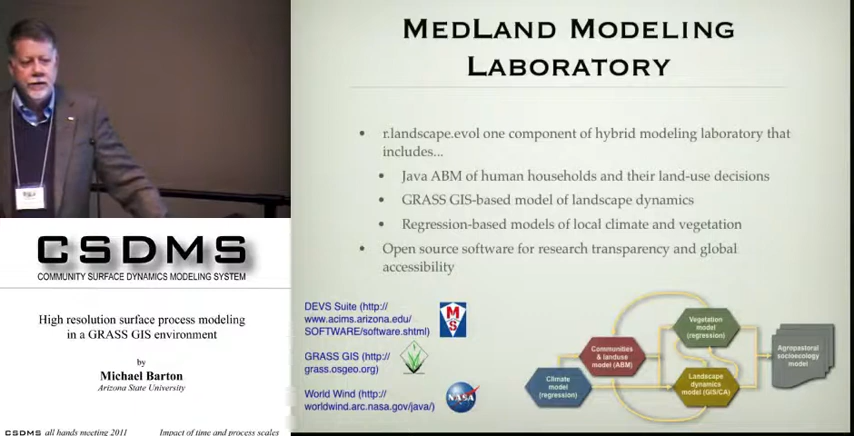 MEDLAND MODELING
LABORATORY
• r.landscape.evol one component of hybrid modeling laboratory that
includes...
• Java ABM of human households and their land-use decisions
• GRASS GIS-based model of landscape dynamics
• Regression-based models of local climate and vegetation
• Open source software for research transparency and global
accessibility
DEVS Suite (http://
www.acims.arizona.edu/
SOFTWARE/software.shtml)
M
S
GRASS GIS (http://
grass.osgeo.org)
World Wind (http://
worldwind.arc.nasa.gov/java/)
NASA
Climate
model
(regression)
Communities
& landuse
model (ABM)
Vegetation
model
(regression)
Landscape
dynamics
model (GIS/CA)
Agropastoral
socioecology
model
CSDMS
COMMUNITY SURFACE DYNAMICS MODELING SYSTEM
High resolution surface process modeling
in a GRASS GIS environment
by
Michael Barton
Arizona State University
CSDMS all hands meeting 2011
Impact of time and process scales